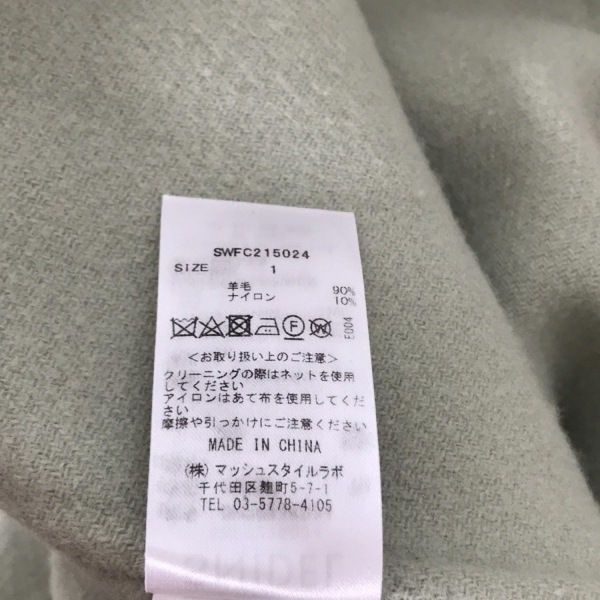 SWFC215024
SIZE 1
羊毛 90%
ナイロン 10%
F W
E004
<お取り扱い上のご注意>
クリーニングの際はネットを使用
してください
アイロンはあて布を使用してください
摩擦や引っかけにご注意ください
MADE IN CHINA
(株)マッシュスタイルラボ
千代田区麹町5-7-1
TEL 03-5778-4105
SNIDEL